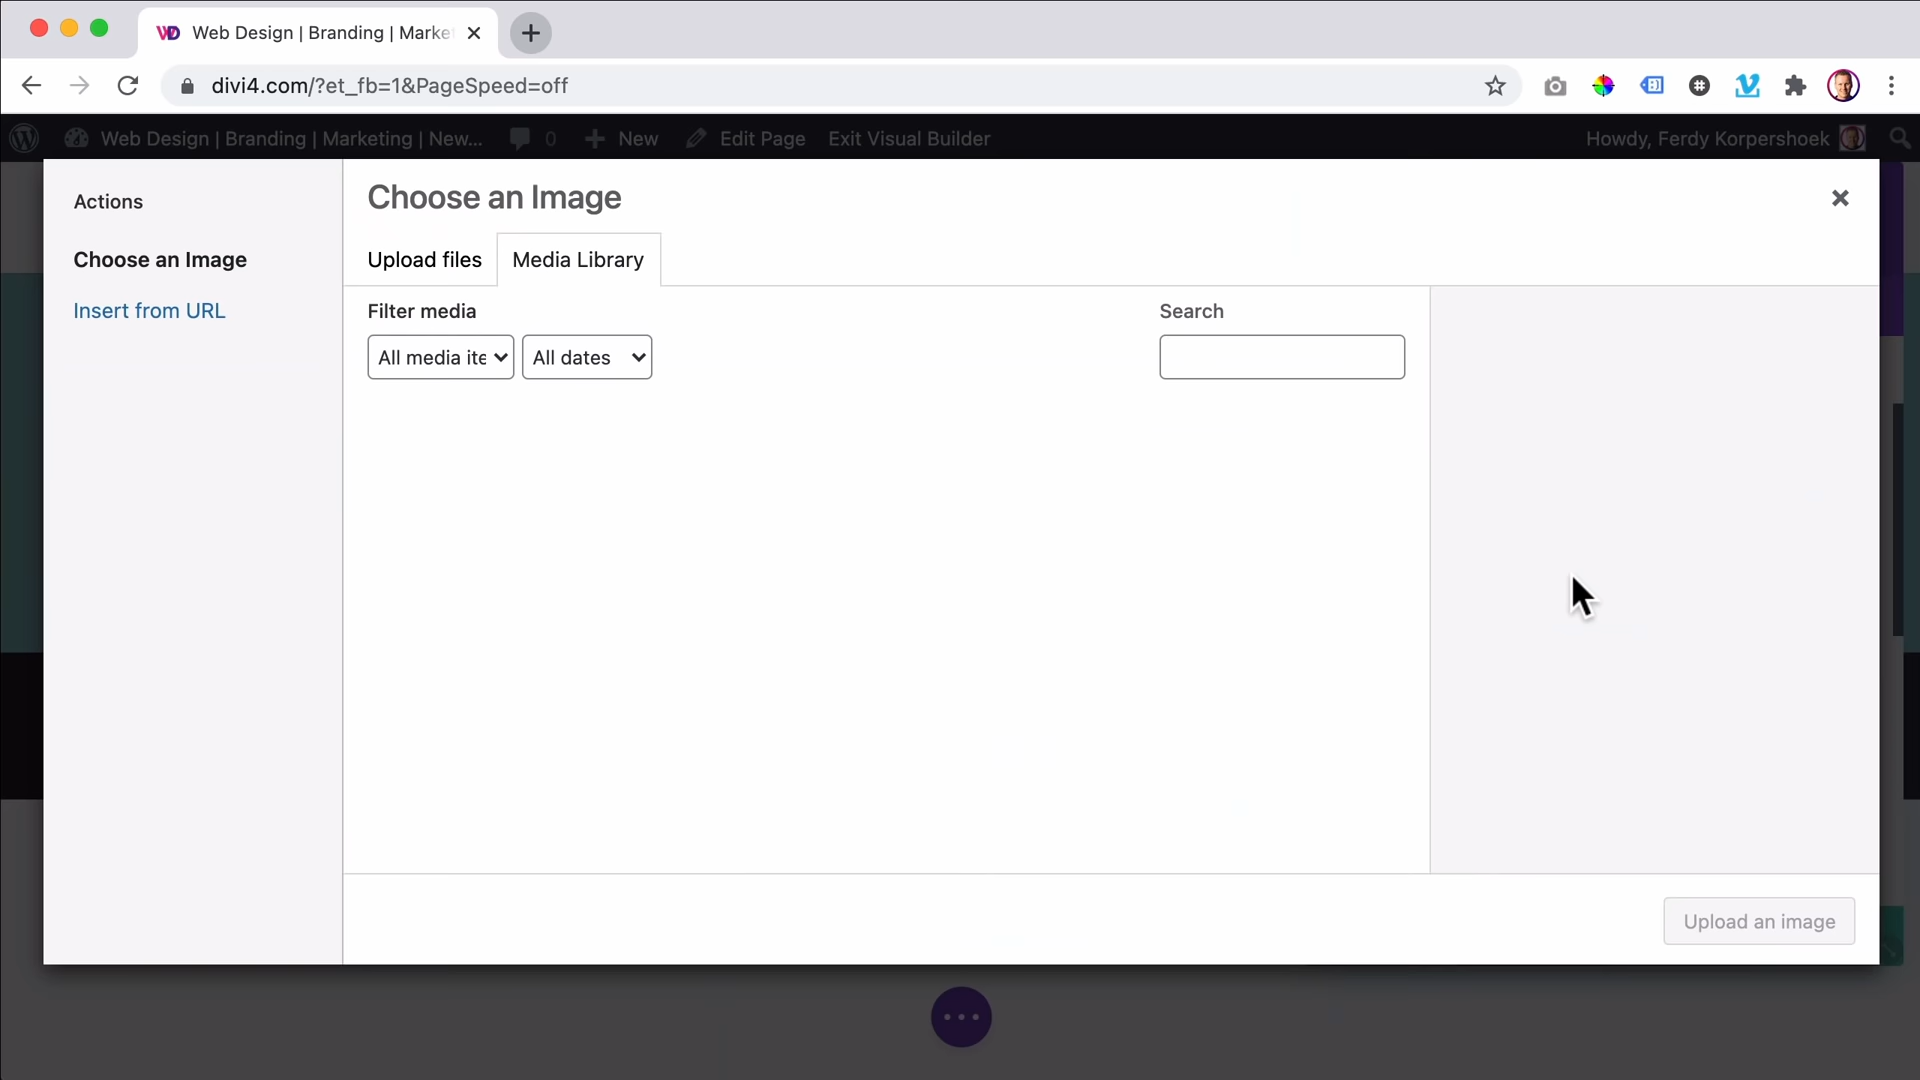 Web Design | Branding | Marke
divi4.com/?et_fb=1&PageSpeed=off
Web Design | Branding | Marketing | New... 0 New Edit Page Exit Visual Builder Howdy, Ferdy Korpershoek
Actions
Choose an Image
Insert from URL
Choose an Image
Upload files Media Library
Filter media
All media ite All dates
Search
Upload an image